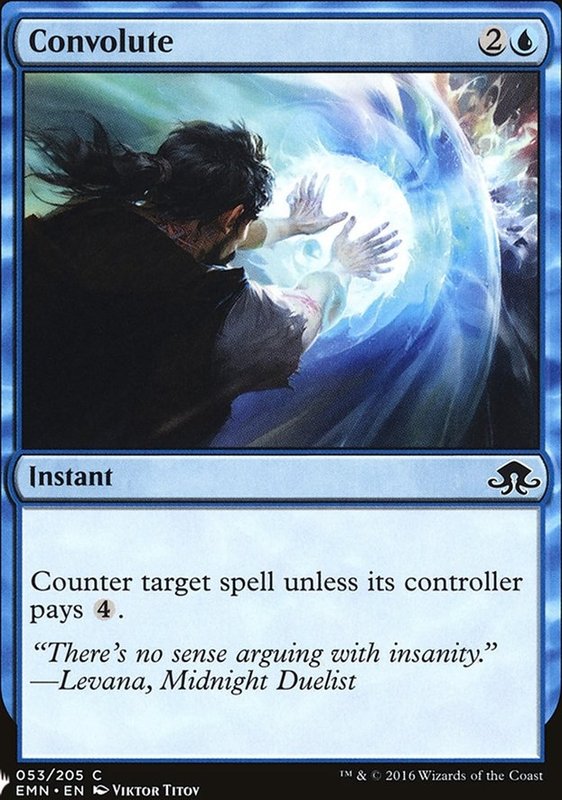 Convolute 2
Instant
Counter target spell unless its controller
pays 4.
“There’s no sense arguing with insanity.”
—Levana, Midnight Duelist
053/205 C
EMN • EN Viktor Titov
™ & © 2016 Wizards of the Coast